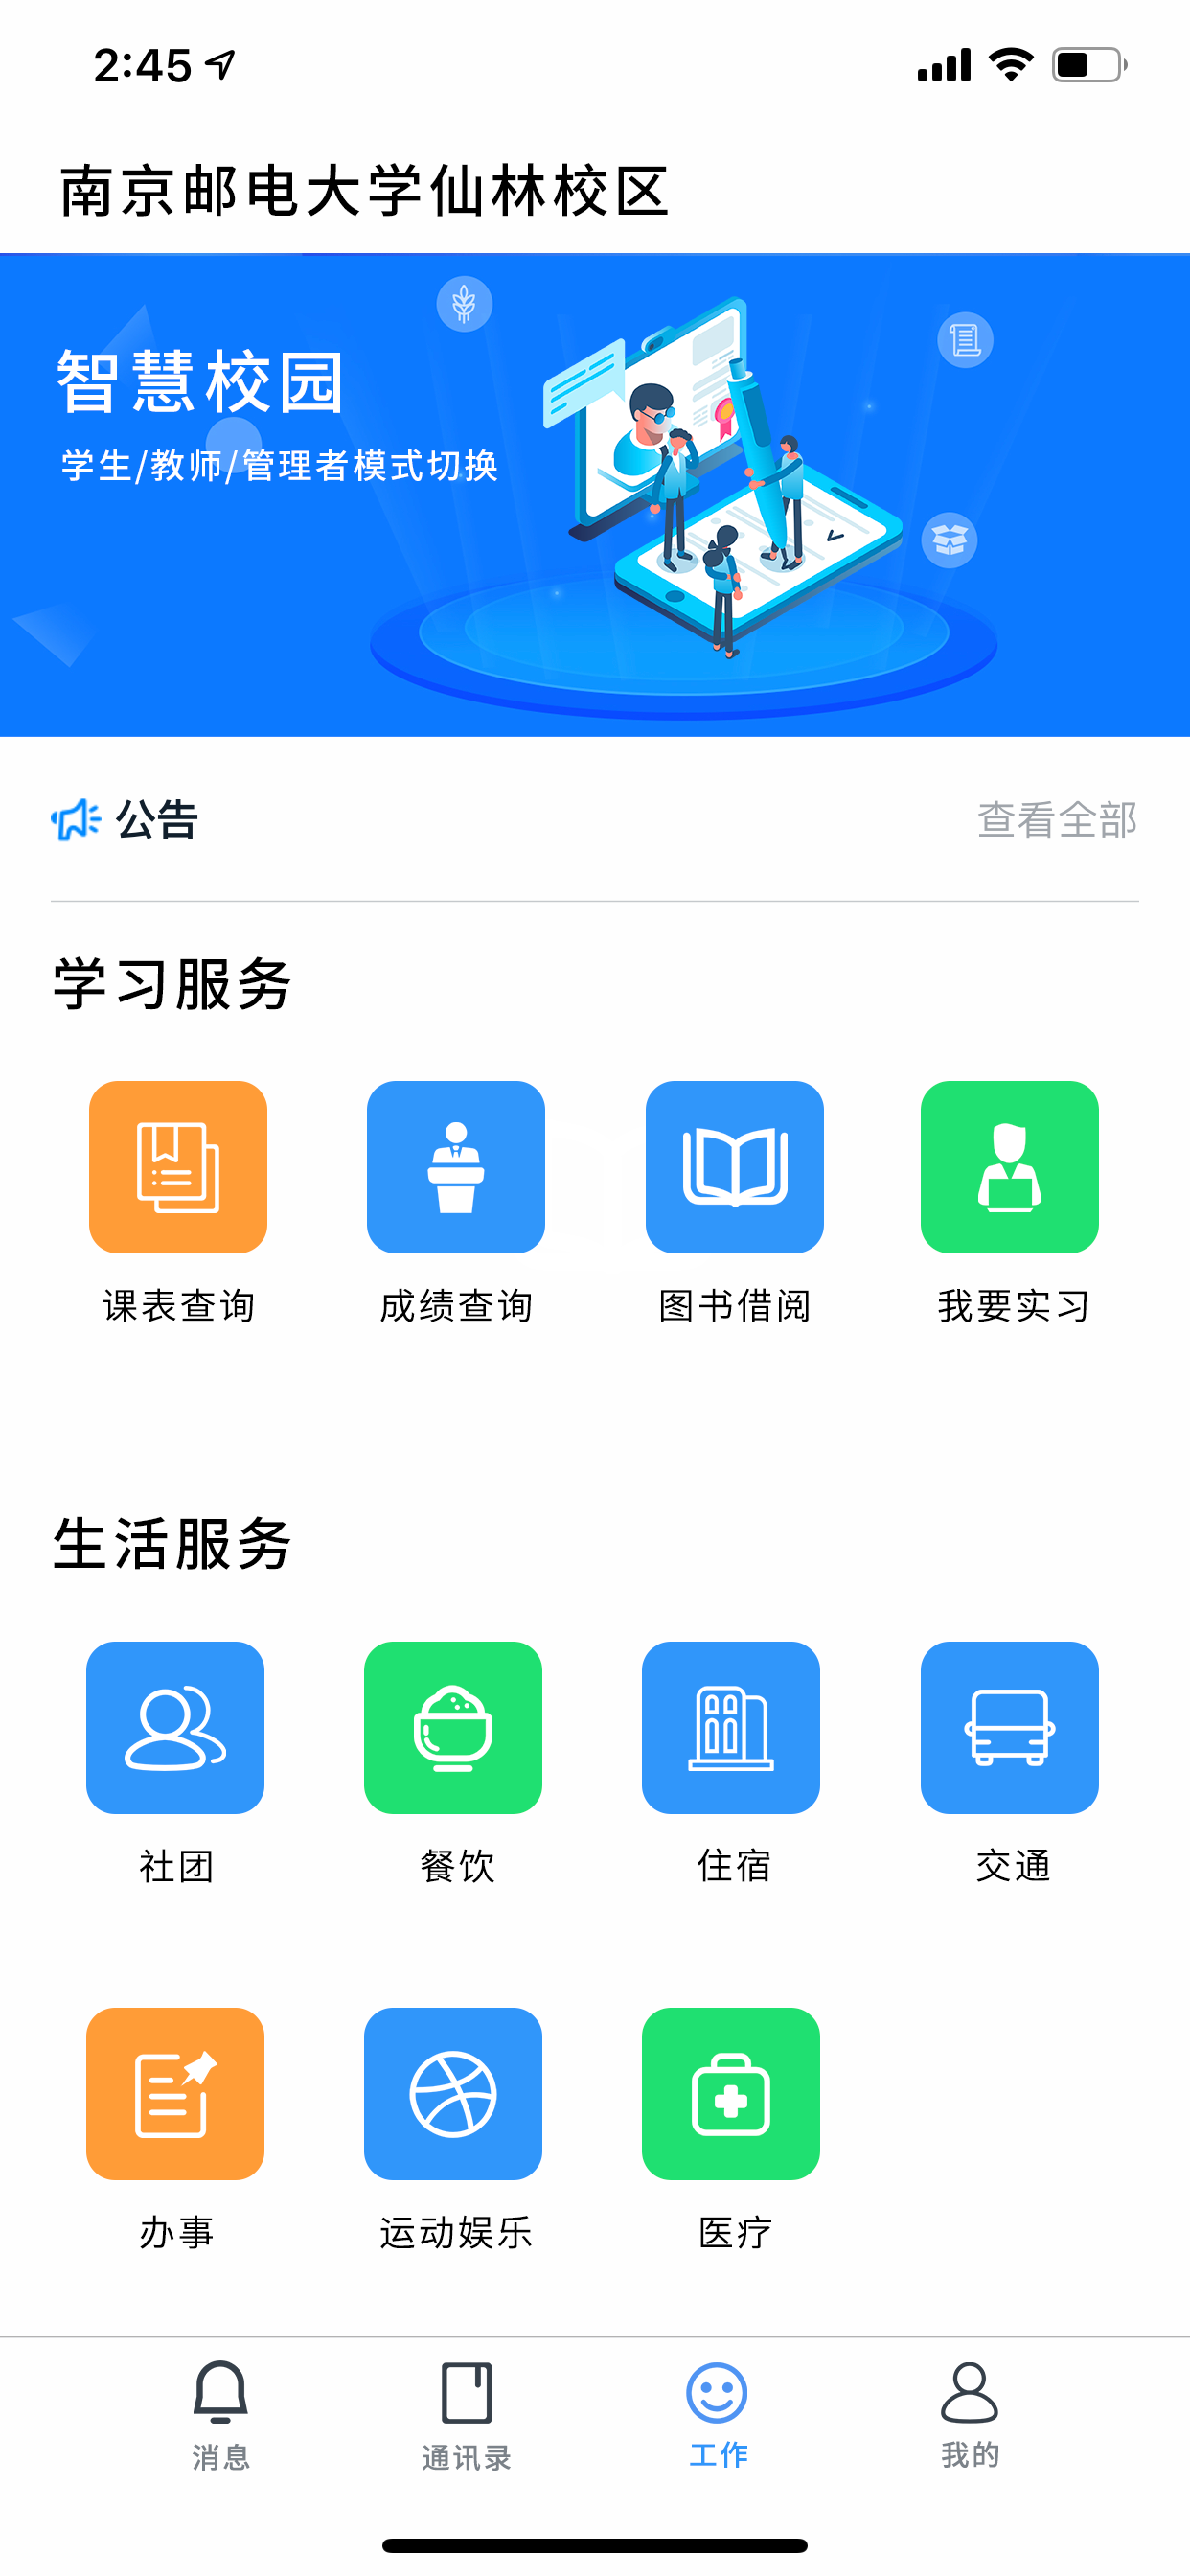 2:45
南京邮电大学仙林校区
智慧校园
学生/教师/管理者模式切换
公告 查看全部
学习服务
课表查询 成绩查询 图书借阅 我要实习
生活服务
社团 餐饮 住宿 交通
办事 运动娱乐 医疗
消息 通讯录 工作 我的